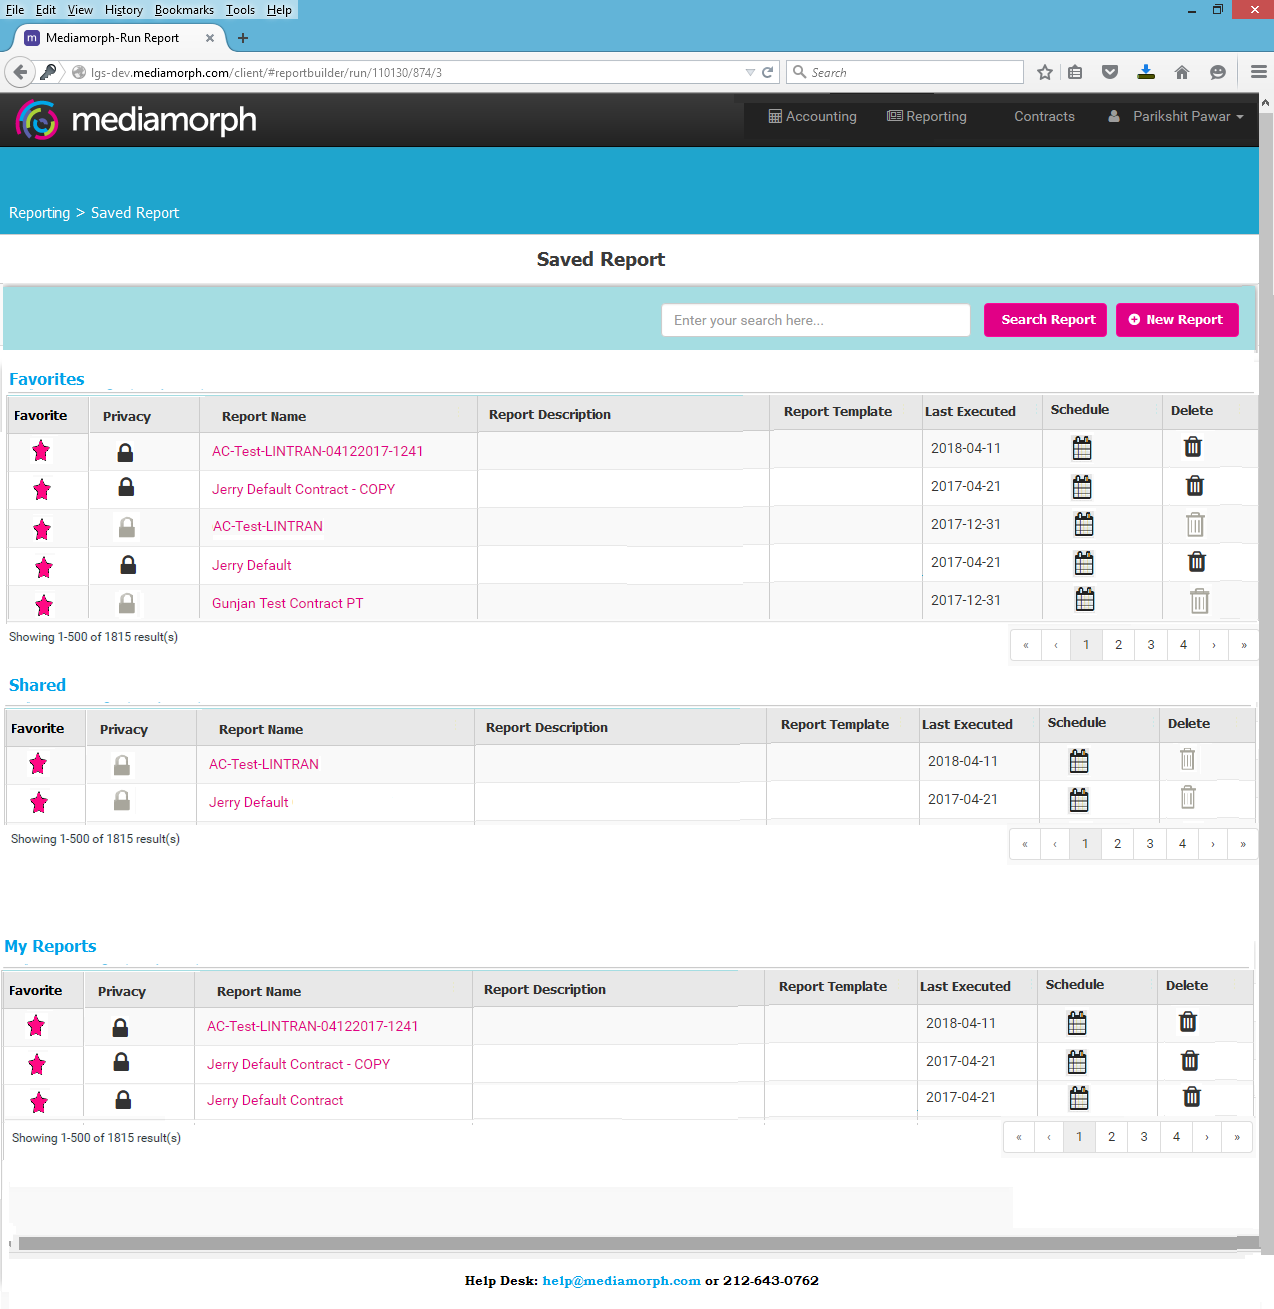 File Edit View History Bookmarks Tools Help
m Mediamorph-Run Report × +
lgs-dev.mediamorph.com/client/#reportbuilder/run/110130/874/3 Search
mediamorph Accounting Reporting Contracts Parikshit Pawar
Reporting > Saved Report
Saved Report
Enter your search here... Search Report New Report
Favorites
Favorite Privacy Report Name Report Description Report Template Last Executed Schedule Delete
AC-Test-LINTRAN-04122017-1241 2018-04-11
Jerry Default Contract - COPY 2017-04-21
AC-Test-LINTRAN 2017-12-31
Jerry Default 2017-04-21
Gunjan Test Contract PT 2017-12-31
Showing 1-500 of 1815 result(s) « ‹ 1 2 3 4 › »
Shared
Favorite Privacy Report Name Report Description Report Template Last Executed Schedule Delete
AC-Test-LINTRAN 2018-04-11
Jerry Default 2017-04-21
Showing 1-500 of 1815 result(s) « ‹ 1 2 3 4 › »
My Reports
Favorite Privacy Report Name Report Description Report Template Last Executed Schedule Delete
AC-Test-LINTRAN-04122017-1241 2018-04-11
Jerry Default Contract - COPY 2017-04-21
Jerry Default Contract 2017-04-21
Showing 1-500 of 1815 result(s) « ‹ 1 2 3 4 › »
Help Desk: help@mediamorph.com or 212-643-0762